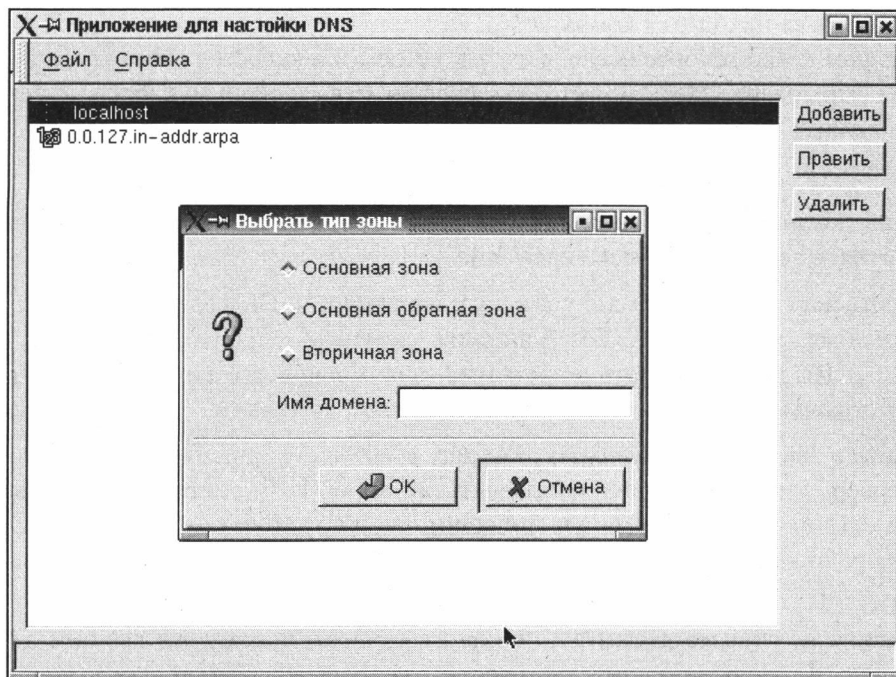 Приложение для настойки DNS
Файл Справка
localhost
Добавить
0.0.127.in-addr.arpa
Править
Удалить
Выбрать тип зоны
Основная зона
Основная обратная зона
Вторичная зона
Имя домена:
OK
Отмена